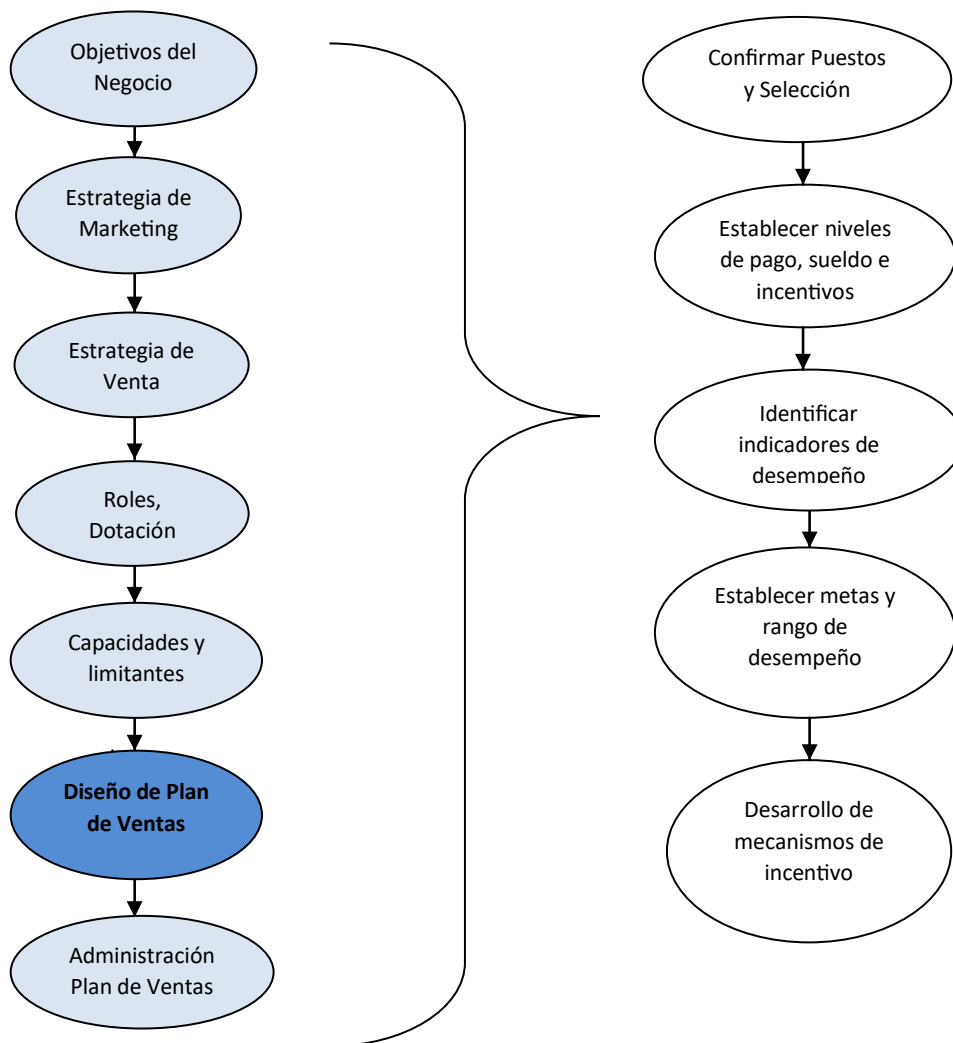 Objetivos del
Negocio
Estrategia de
Marketing
Estrategia de
Venta
Roles,
Dotación
Capacidades y
limitantes
Diseño de Plan
de Ventas
Administración
Plan de Ventas
Confirmar Puestos
y Selección
Establecer niveles
de pago, sueldo e
incentivos
Identificar
indicadores de
desempeño
Establecer metas y
rango de
desempeño
Desarrollo de
mecanismos de
incentivo